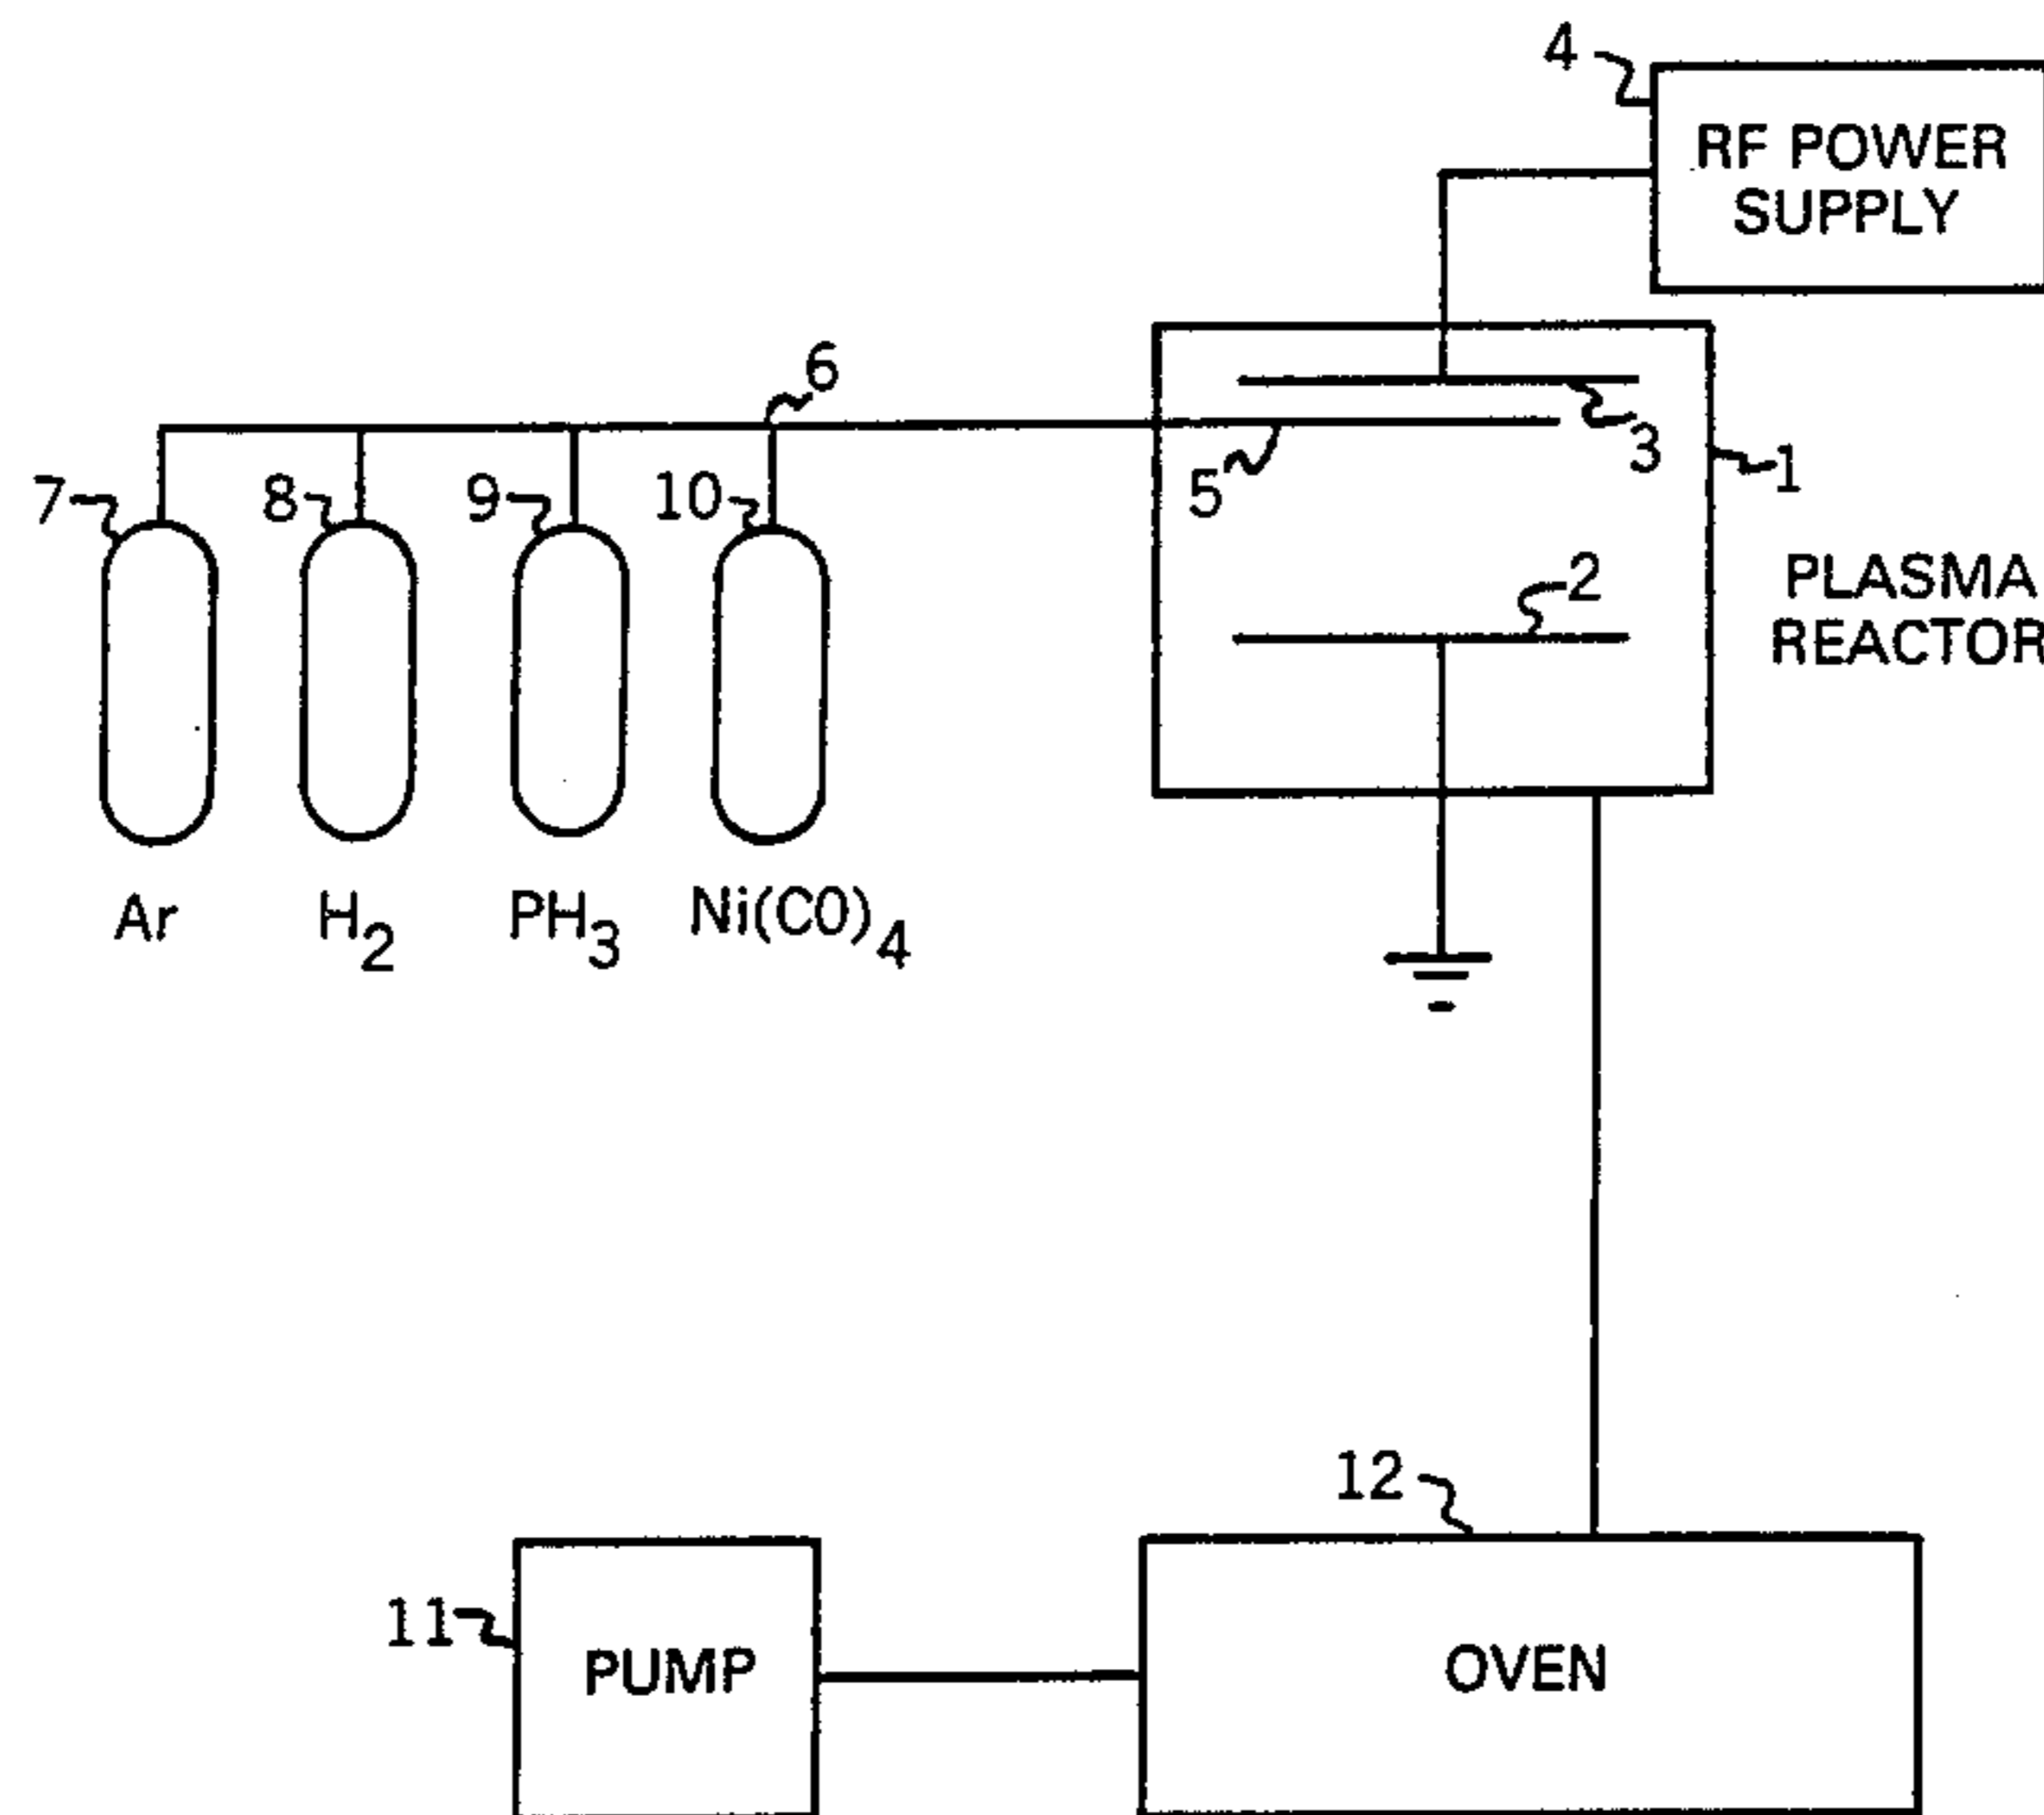 4
RF POWER
SUPPLY
6
3
1
5
7
8
9
10
2
PLASMA
REACTOR
Ar
H2
PH3
Ni(CO)4
12
11
PUMP
OVEN